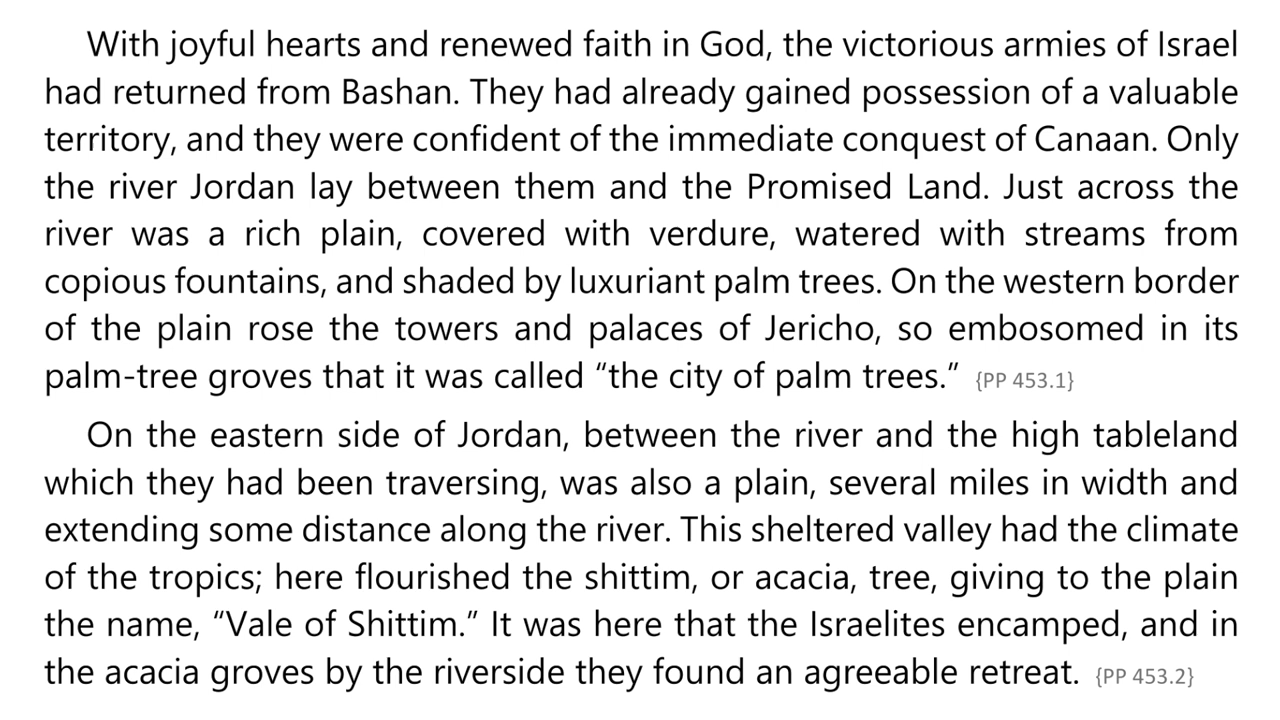 With joyful hearts and renewed faith in God, the victorious armies of Israel
had returned from Bashan. They had already gained possession of a valuable
territory, and they were confident of the immediate conquest of Canaan. Only
the river Jordan lay between them and the Promised Land. Just across the
river was a rich plain, covered with verdure, watered with streams from
copious fountains, and shaded by luxuriant palm trees. On the western border
of the plain rose the towers and palaces of Jericho, so embosomed in its
palm-tree groves that it was called “the city of palm trees.” {PP 453.1}
On the eastern side of Jordan, between the river and the high tableland
which they had been traversing, was also a plain, several miles in width and
extending some distance along the river. This sheltered valley had the climate
of the tropics; here flourished the shittim, or acacia, tree, giving to the plain
the name, “Vale of Shittim.” It was here that the Israelites encamped, and in
the acacia groves by the riverside they found an agreeable retreat. {PP 453.2}